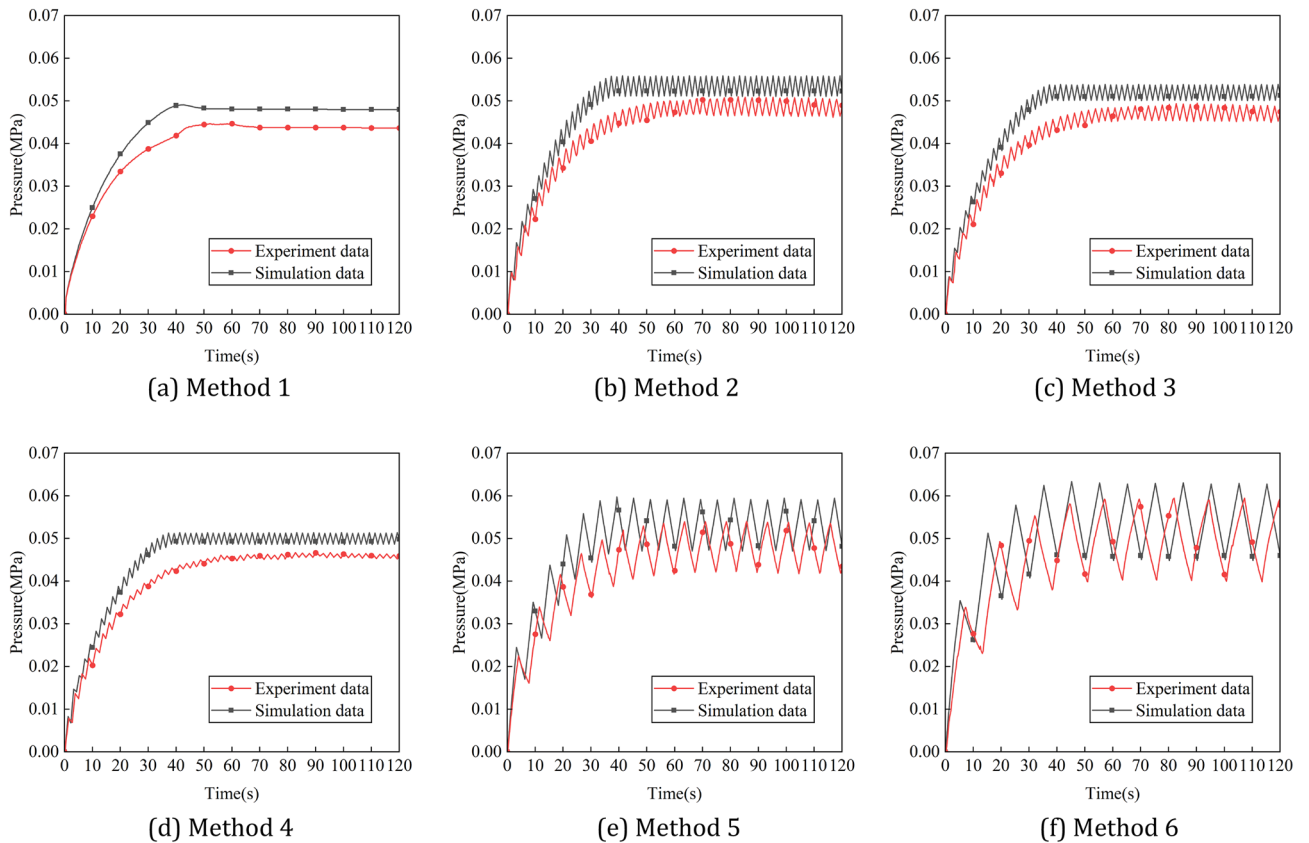 0.07
0.06
0.05
0.04
0.03
0.02
0.01
0.00
Pressure(MPa)
Experiment data
Simulation data
0 10 20 30 40 50 60 70 80 90 100 110 120
Time(s)
(a) Method 1
0.07
0.06
0.05
0.04
0.03
0.02
0.01
0.00
Pressure(MPa)
Experiment data
Simulation data
0 10 20 30 40 50 60 70 80 90 100 110 120
Time(s)
(b) Method 2
0.07
0.06
0.05
0.04
0.03
0.02
0.01
0.00
Pressure(MPa)
Experiment data
Simulation data
0 10 20 30 40 50 60 70 80 90 100 110 120
Time(s)
(c) Method 3
0.07
0.06
0.05
0.04
0.03
0.02
0.01
0.00
Pressure(MPa)
Experiment data
Simulation data
0 10 20 30 40 50 60 70 80 90 100 110 120
Time(s)
(d) Method 4
0.07
0.06
0.05
0.04
0.03
0.02
0.01
0.00
Pressure(MPa)
Experiment data
Simulation data
0 10 20 30 40 50 60 70 80 90 100 110 120
Time(s)
(e) Method 5
0.07
0.06
0.05
0.04
0.03
0.02
0.01
0.00
Pressure(MPa)
Experiment data
Simulation data
0 10 20 30 40 50 60 70 80 90 100 110 120
Time(s)
(f) Method 6